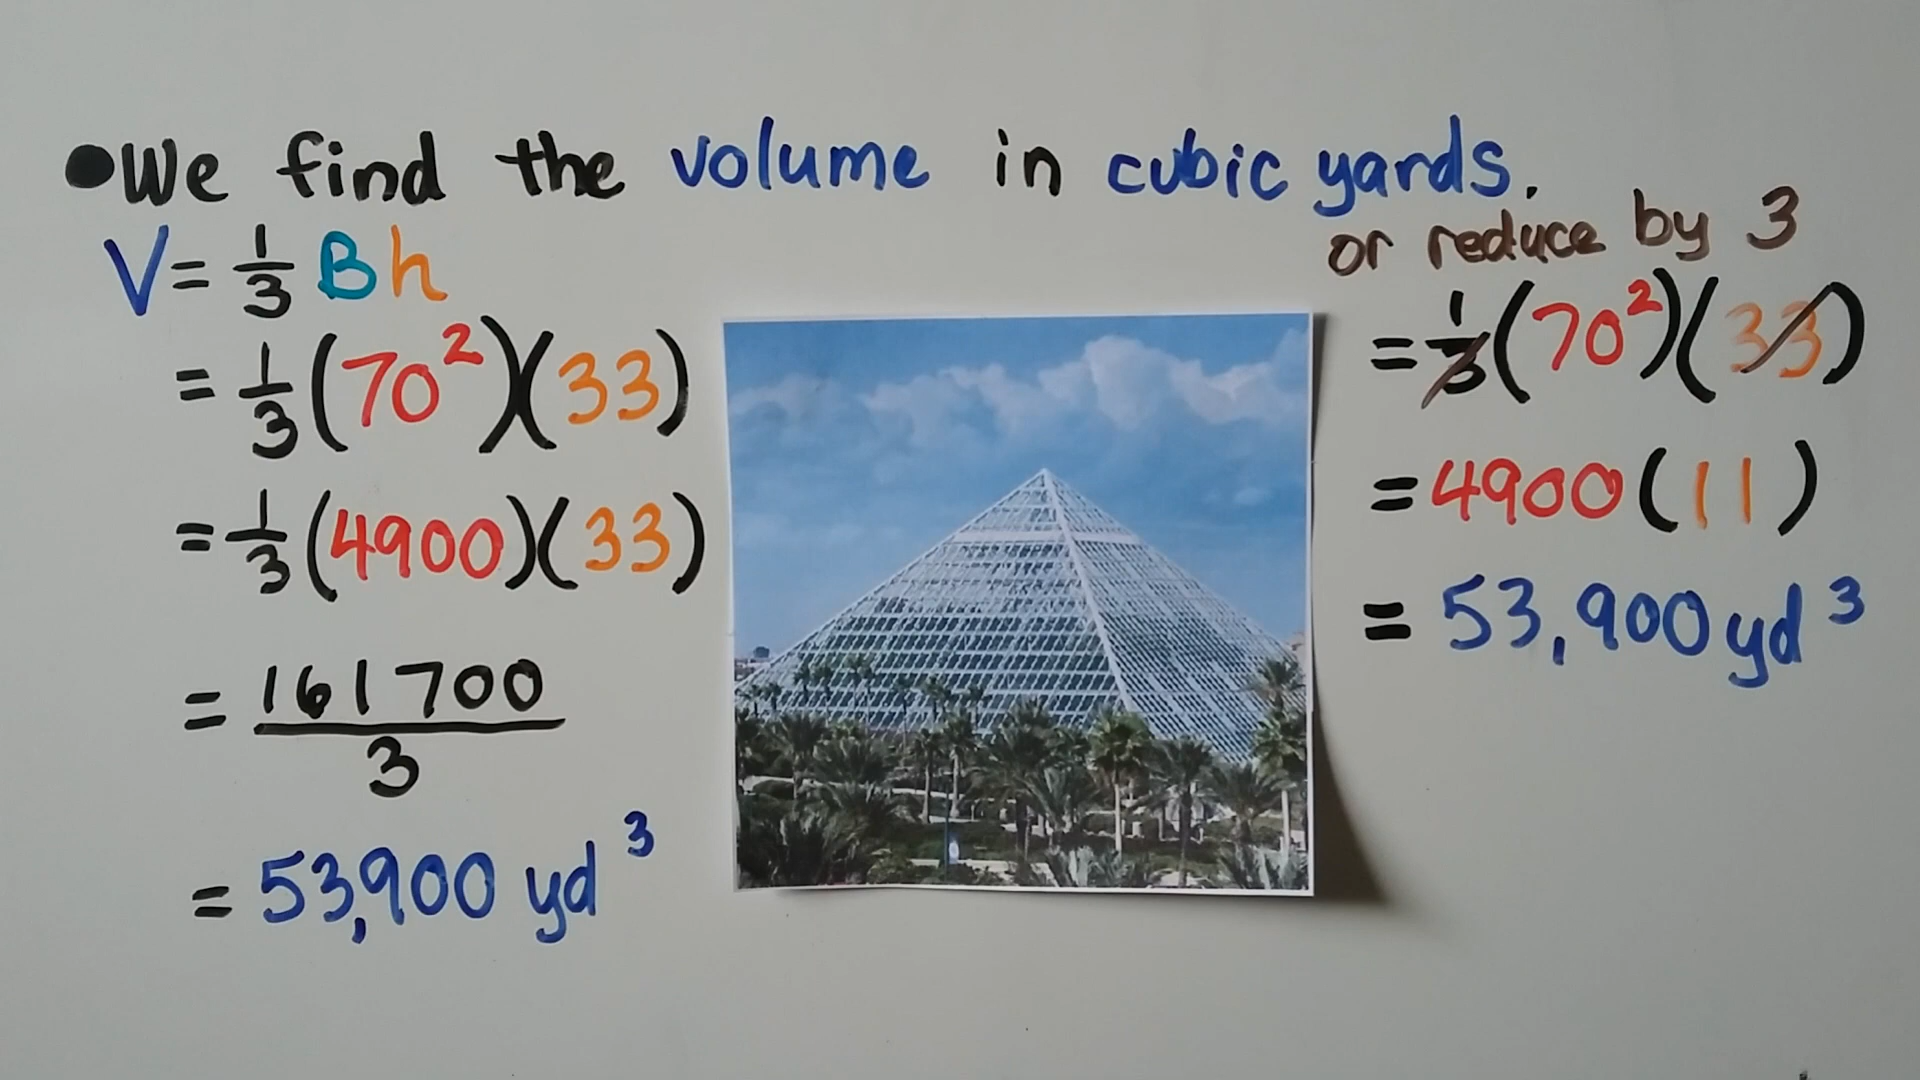 •We find the volume in cubic yards.
V = 1/3 Bh
= 1/3 (70²)(33)
= 1/3 (4900)(33)
= 161700/3
= 53,900 yd³
or reduce by 3
= 1/3 (70²)(33)
= 4900(11)
= 53,900 yd³